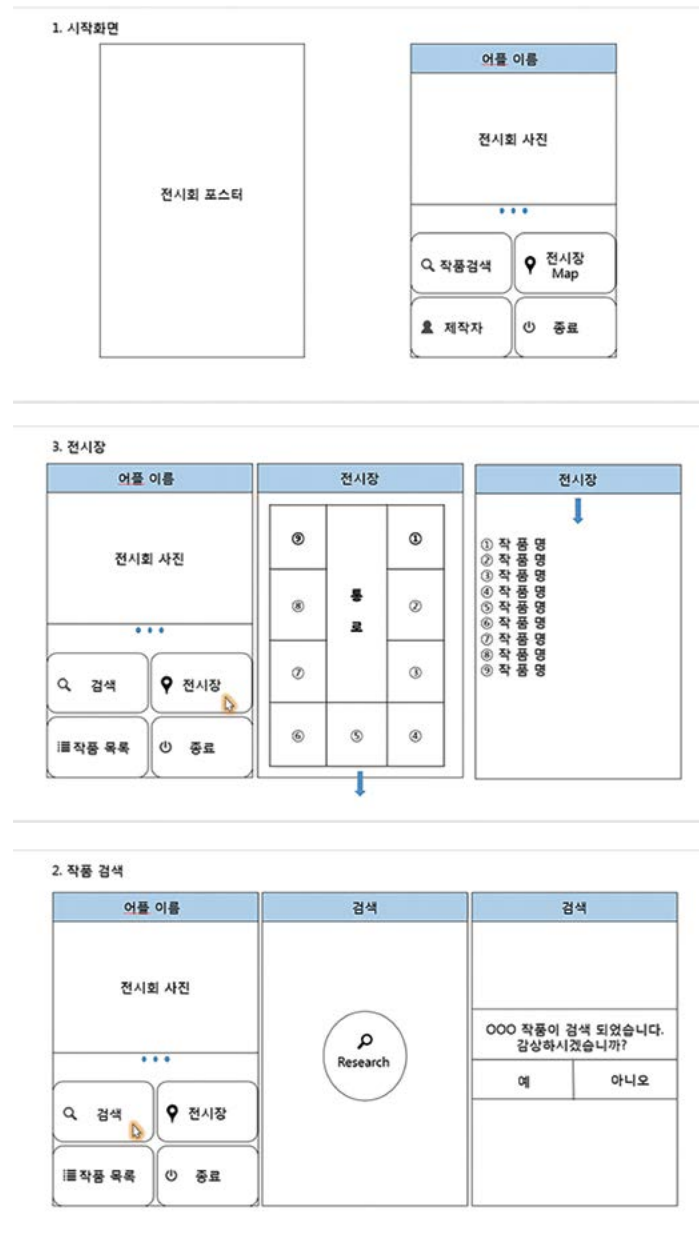 1. 시작화면
전시회 포스터
어플 이름
전시회 사진
작품검색
전시장
Map
제작자
종료
3. 전시장
어플 이름
전시회 사진
검색
전시장
작품 목록
종료
전시장
⑨
통
로
①
⑧
②
⑦
③
⑥
⑤
④
전시장
① 작 품 명
② 작 품 명
③ 작 품 명
④ 작 품 명
⑤ 작 품 명
⑥ 작 품 명
⑦ 작 품 명
⑧ 작 품 명
⑨ 작 품 명
2. 작품 검색
어플 이름
전시회 사진
검색
전시장
작품 목록
종료
검색
Research
검색
OOO 작품이 검색 되었습니다.
감상하시겠습니까?
예
아니오